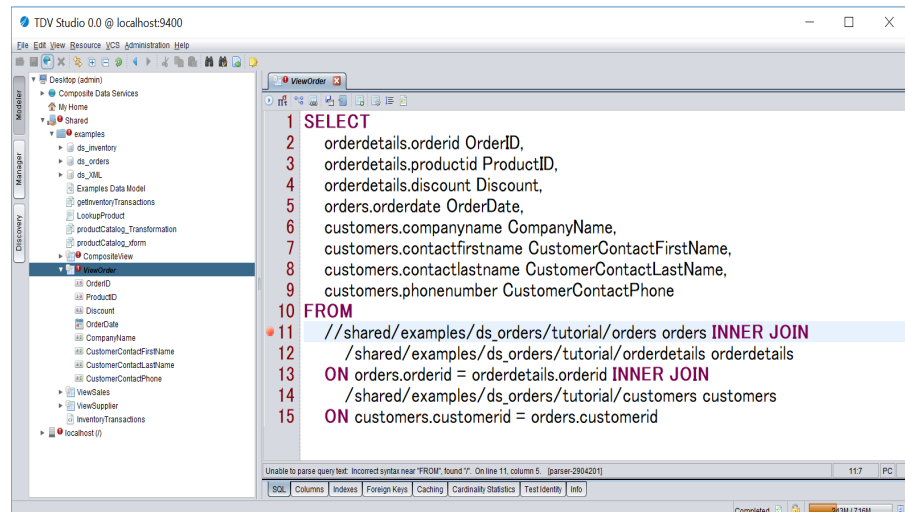 TDV Studio 0.0 @ localhost:9400
File Edit View Resource VCS Administration Help
Modeler
Manager
Discovery
Desktop (admin)
Composite Data Services
My Home
Shared
examples
ds_inventory
ds_orders
ds_XML
Examples Data Model
getInventoryTransactions
LookupProduct
productCatalog_Transformation
productCatalog_xform
CompositeView
ViewOrder
OrderID
ProductID
Discount
OrderDate
CompanyName
CustomerContactFirstName
CustomerContactLastName
CustomerContactPhone
ViewSales
ViewSupplier
InventoryTransactions
localhost (/)
ViewOrder
1 SELECT
2 orderdetails.orderid OrderID,
3 orderdetails.productid ProductID,
4 orderdetails.discount Discount,
5 orders.orderdate OrderDate,
6 customers.companyname CompanyName,
7 customers.contactfirstname CustomerContactFirstName,
8 customers.contactlastname CustomerContactLastName,
9 customers.phonenumber CustomerContactPhone
10 FROM
11 //shared/examples/ds_orders/tutorial/orders orders INNER JOIN
12 /shared/examples/ds_orders/tutorial/orderdetails orderdetails
13 ON orders.orderid = orderdetails.orderid INNER JOIN
14 /shared/examples/ds_orders/tutorial/customers customers
15 ON customers.customerid = orders.customerid
Unable to parse query text: Incorrect syntax near "FROM", found "/". On line 11, column 5. [parser-2904201] 11:7 PC
SQL Columns Indexes Foreign Keys Caching Cardinality Statistics Test Identity Info
Completed